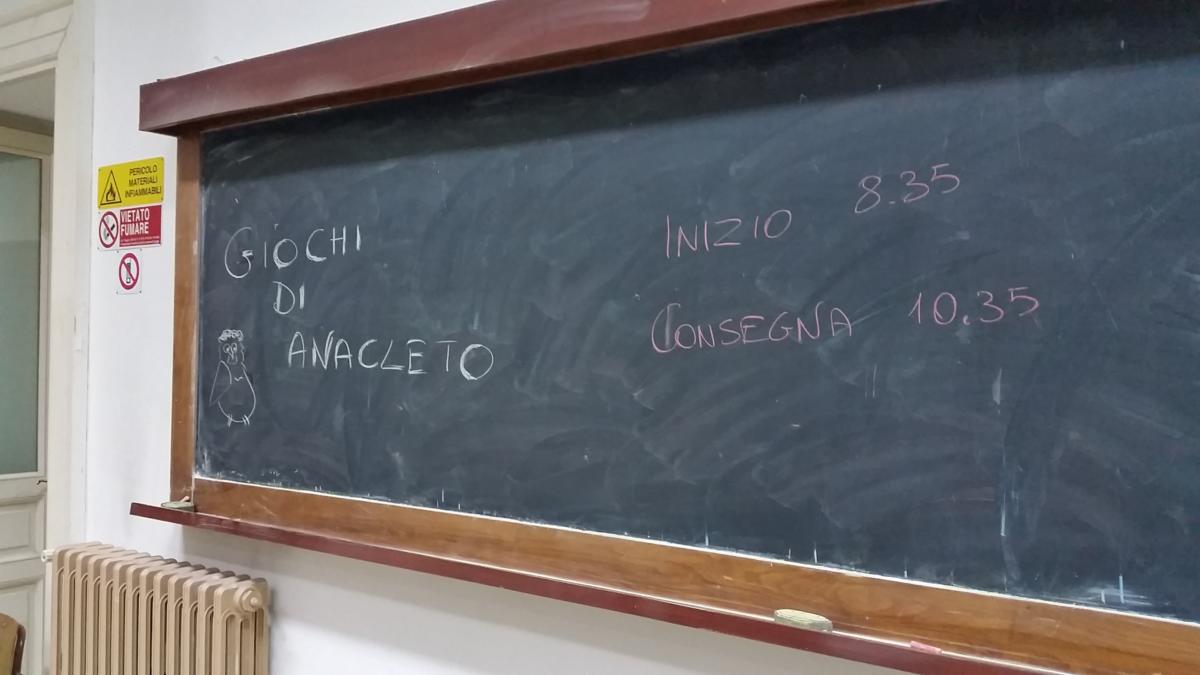 PERICOLO
MATERIALI
INFIAMMABILI
VIETATO
FUMARE
GIOCHI
DI
ANACLETO
INIZIO 8.35
CONSEGNA 10.35